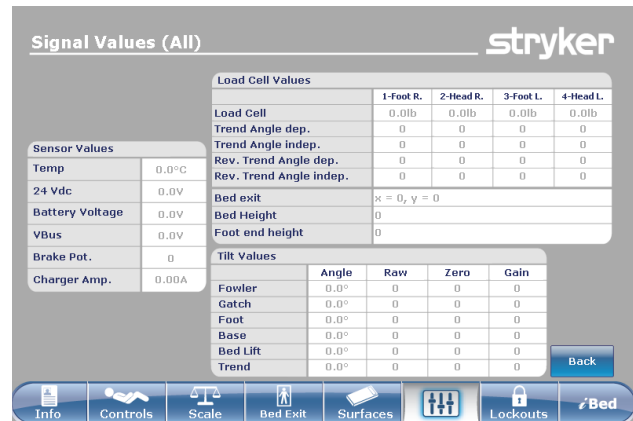 Signal Values (All)
stryker
Load Cell Values
1-Foot R. 2-Head R. 3-Foot L. 4-Head L.
Load Cell 0.0lb 0.0lb 0.0lb 0.0lb
Trend Angle dep. 0 0 0 0
Trend Angle indep. 0 0 0 0
Rev. Trend Angle dep. 0 0 0 0
Rev. Trend Angle indep. 0 0 0 0
Bed exit x = 0, y = 0
Bed Height 0
Foot end height 0
Sensor Values
Temp 0.0°C
24 Vdc 0.0V
Battery Voltage 0.0V
VBus 0.0V
Brake Pot. 0
Charger Amp. 0.00A
Tilt Values
Angle Raw Zero Gain
Fowler 0.0° 0 0 0
Gatch 0.0° 0 0 0
Foot 0.0° 0 0 0
Base 0.0° 0 0 0
Bed Lift 0.0° 0 0 0
Trend 0.0° 0 0 0
Back
Info Controls Scale Bed Exit Surfaces Lockouts iBed